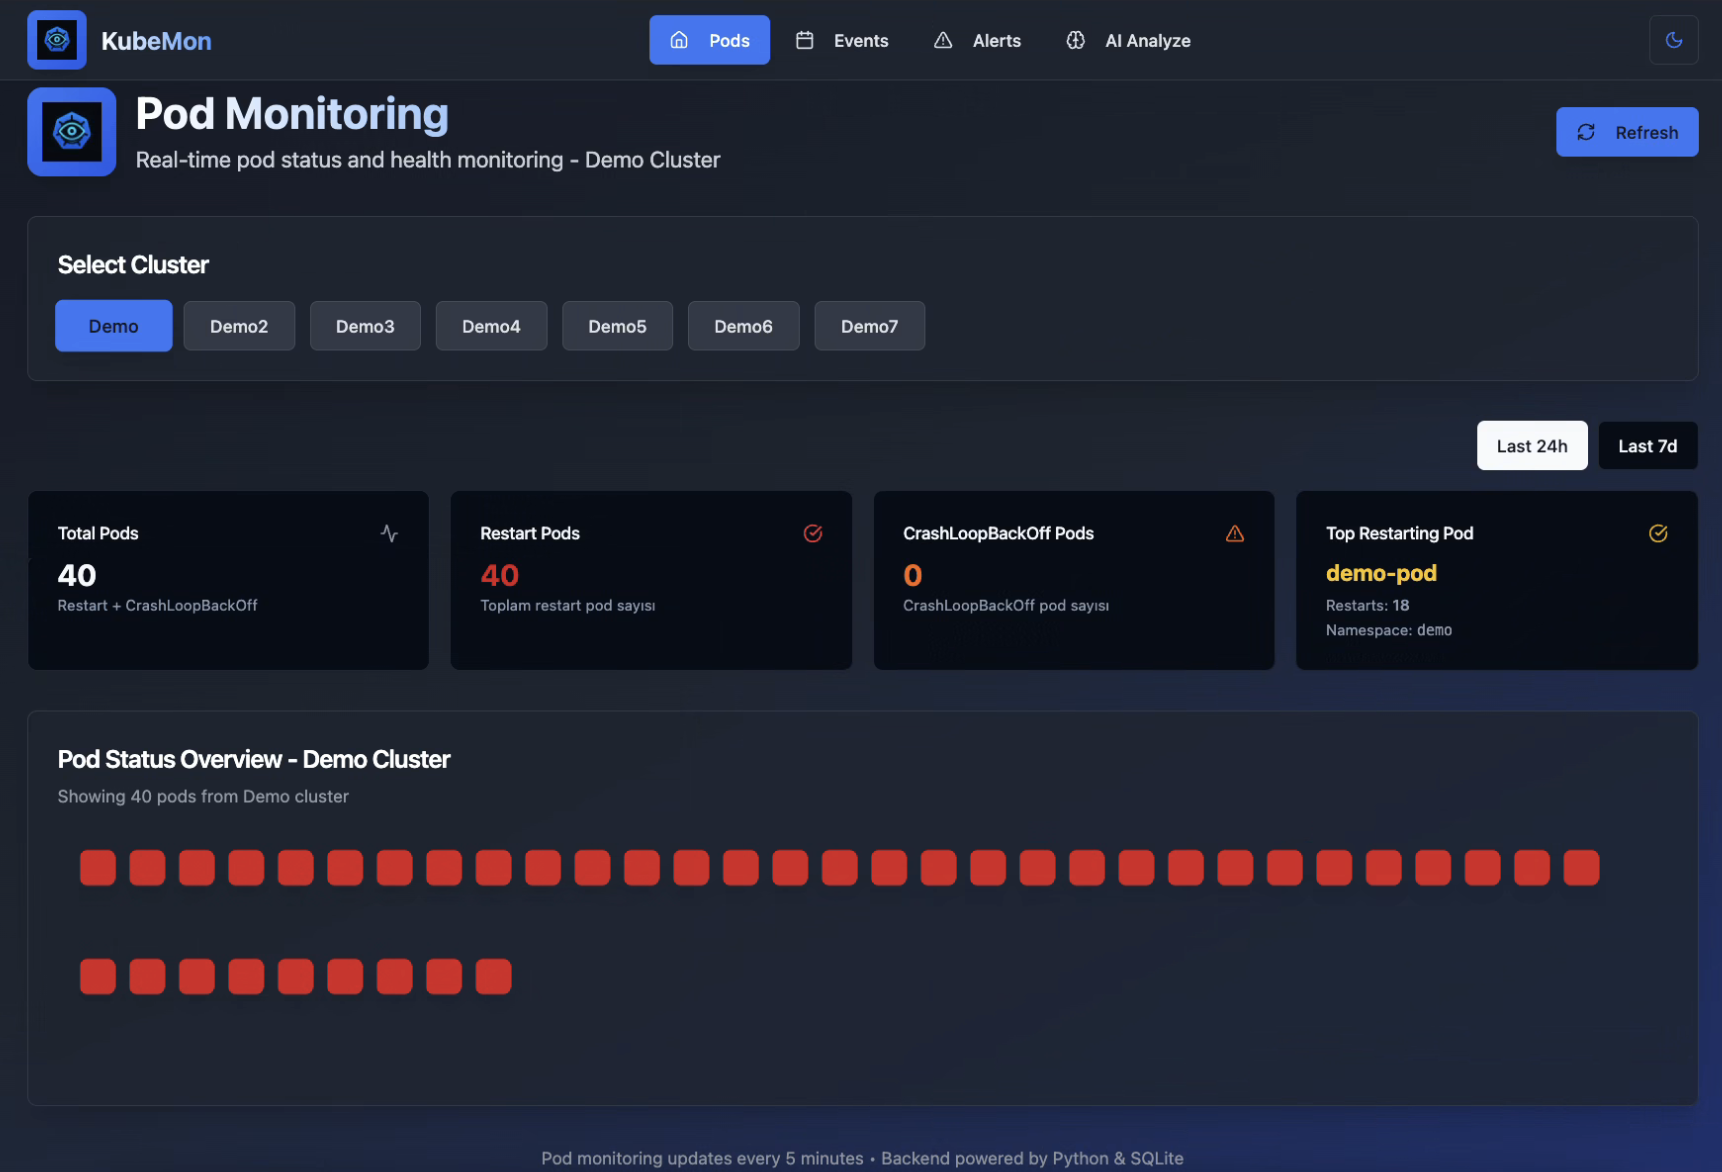 KubeMon
Pods
Events
Alerts
AI Analyze
Pod Monitoring
Real-time pod status and health monitoring - Demo Cluster
Refresh
Select Cluster
Demo
Demo2
Demo3
Demo4
Demo5
Demo6
Demo7
Last 24h
Last 7d
Total Pods
40
Restart + CrashLoopBackOff
Restart Pods
40
Toplam restart pod sayısı
CrashLoopBackOff Pods
0
CrashLoopBackOff pod sayısı
Top Restarting Pod
demo-pod
Restarts: 18
Namespace: demo
Pod Status Overview - Demo Cluster
Showing 40 pods from Demo cluster
Pod monitoring updates every 5 minutes • Backend powered by Python & SQLite